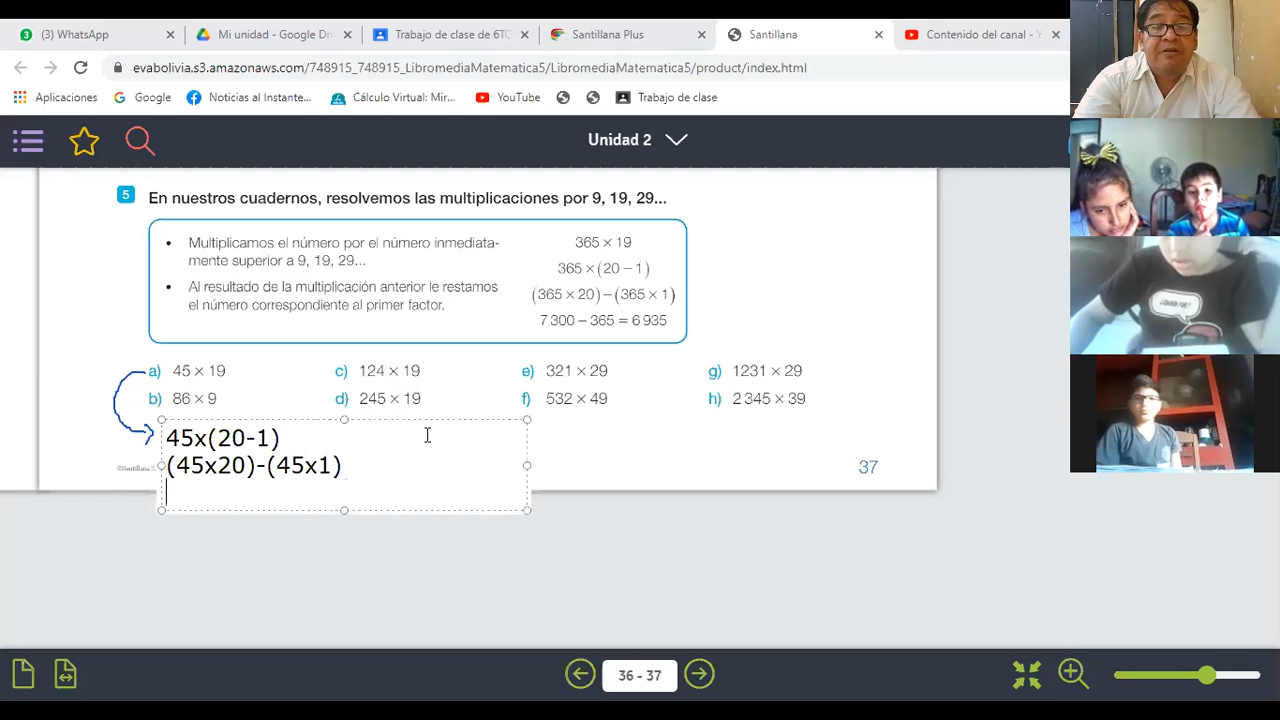 (3) WhatsApp
Mi unidad - Google Dri
Trabajo de clase de 6TO
Santillana Plus
Santillana
Contenido del canal - Y
evabolivia.s3.amazonaws.com/748915_748915_LibromediaMatematica5/LibromediaMatematica5/product/index.html
Aplicaciones
Google
Noticias al Instante...
Cálculo Virtual: Mir...
YouTube
Trabajo de clase
Unidad 2
5 En nuestros cuadernos, resolvemos las multiplicaciones por 9, 19, 29...
• Multiplicamos el número por el número inmediata-
mente superior a 9, 19, 29...
• Al resultado de la multiplicación anterior le restamos
el número correspondiente al primer factor.
365 × 19
365 × (20 − 1)
(365 × 20) − (365 × 1)
7 300 − 365 = 6 935
a) 45 × 19
c) 124 × 19
e) 321 × 29
g) 1231 × 29
b) 86 × 9
d) 245 × 19
f) 532 × 49
h) 2 345 × 39
45x(20-1)
(45x20)-(45x1)
©Santillana
37
36 - 37